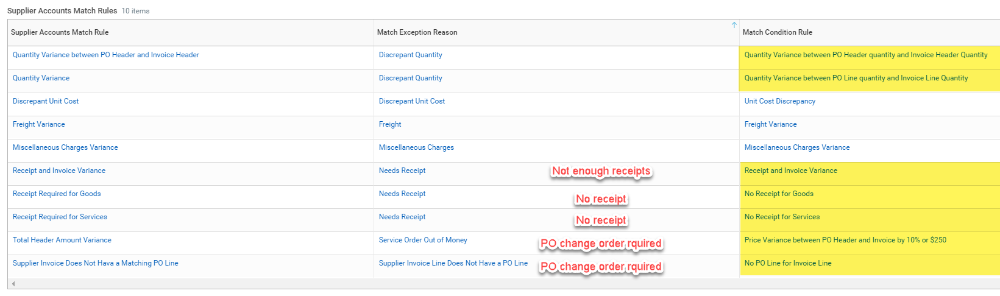 Supplier Accounts Match Rules 10 items
Supplier Accounts Match Rule Match Exception Reason Match Condition Rule
Quantity Variance between PO Header and Invoice Header Discrepant Quantity Quantity Variance between PO Header quantity and Invoice Header Quantity
Quantity Variance Discrepant Quantity Quantity Variance between PO Line quantity and Invoice Line Quantity
Discrepant Unit Cost Discrepant Unit Cost Unit Cost Discrepancy
Freight Variance Freight Freight Variance
Miscellaneous Charges Variance Miscellaneous Charges Miscellaneous Charges Variance
Receipt and Invoice Variance Needs Receipt Not enough receipts Receipt and Invoice Variance
Receipt Required for Goods Needs Receipt No receipt No Receipt for Goods
Receipt Required for Services Needs Receipt No receipt No Receipt for Services
Total Header Amount Variance Service Order Out of Money PO change order rquired Price Variance between PO Header and Invoice by 10% or $250
Supplier Invoice Does Not Hava a Matching PO Line Supplier Invoice Line Does Not Have a PO Line PO change order rquired No PO Line for Invoice Line